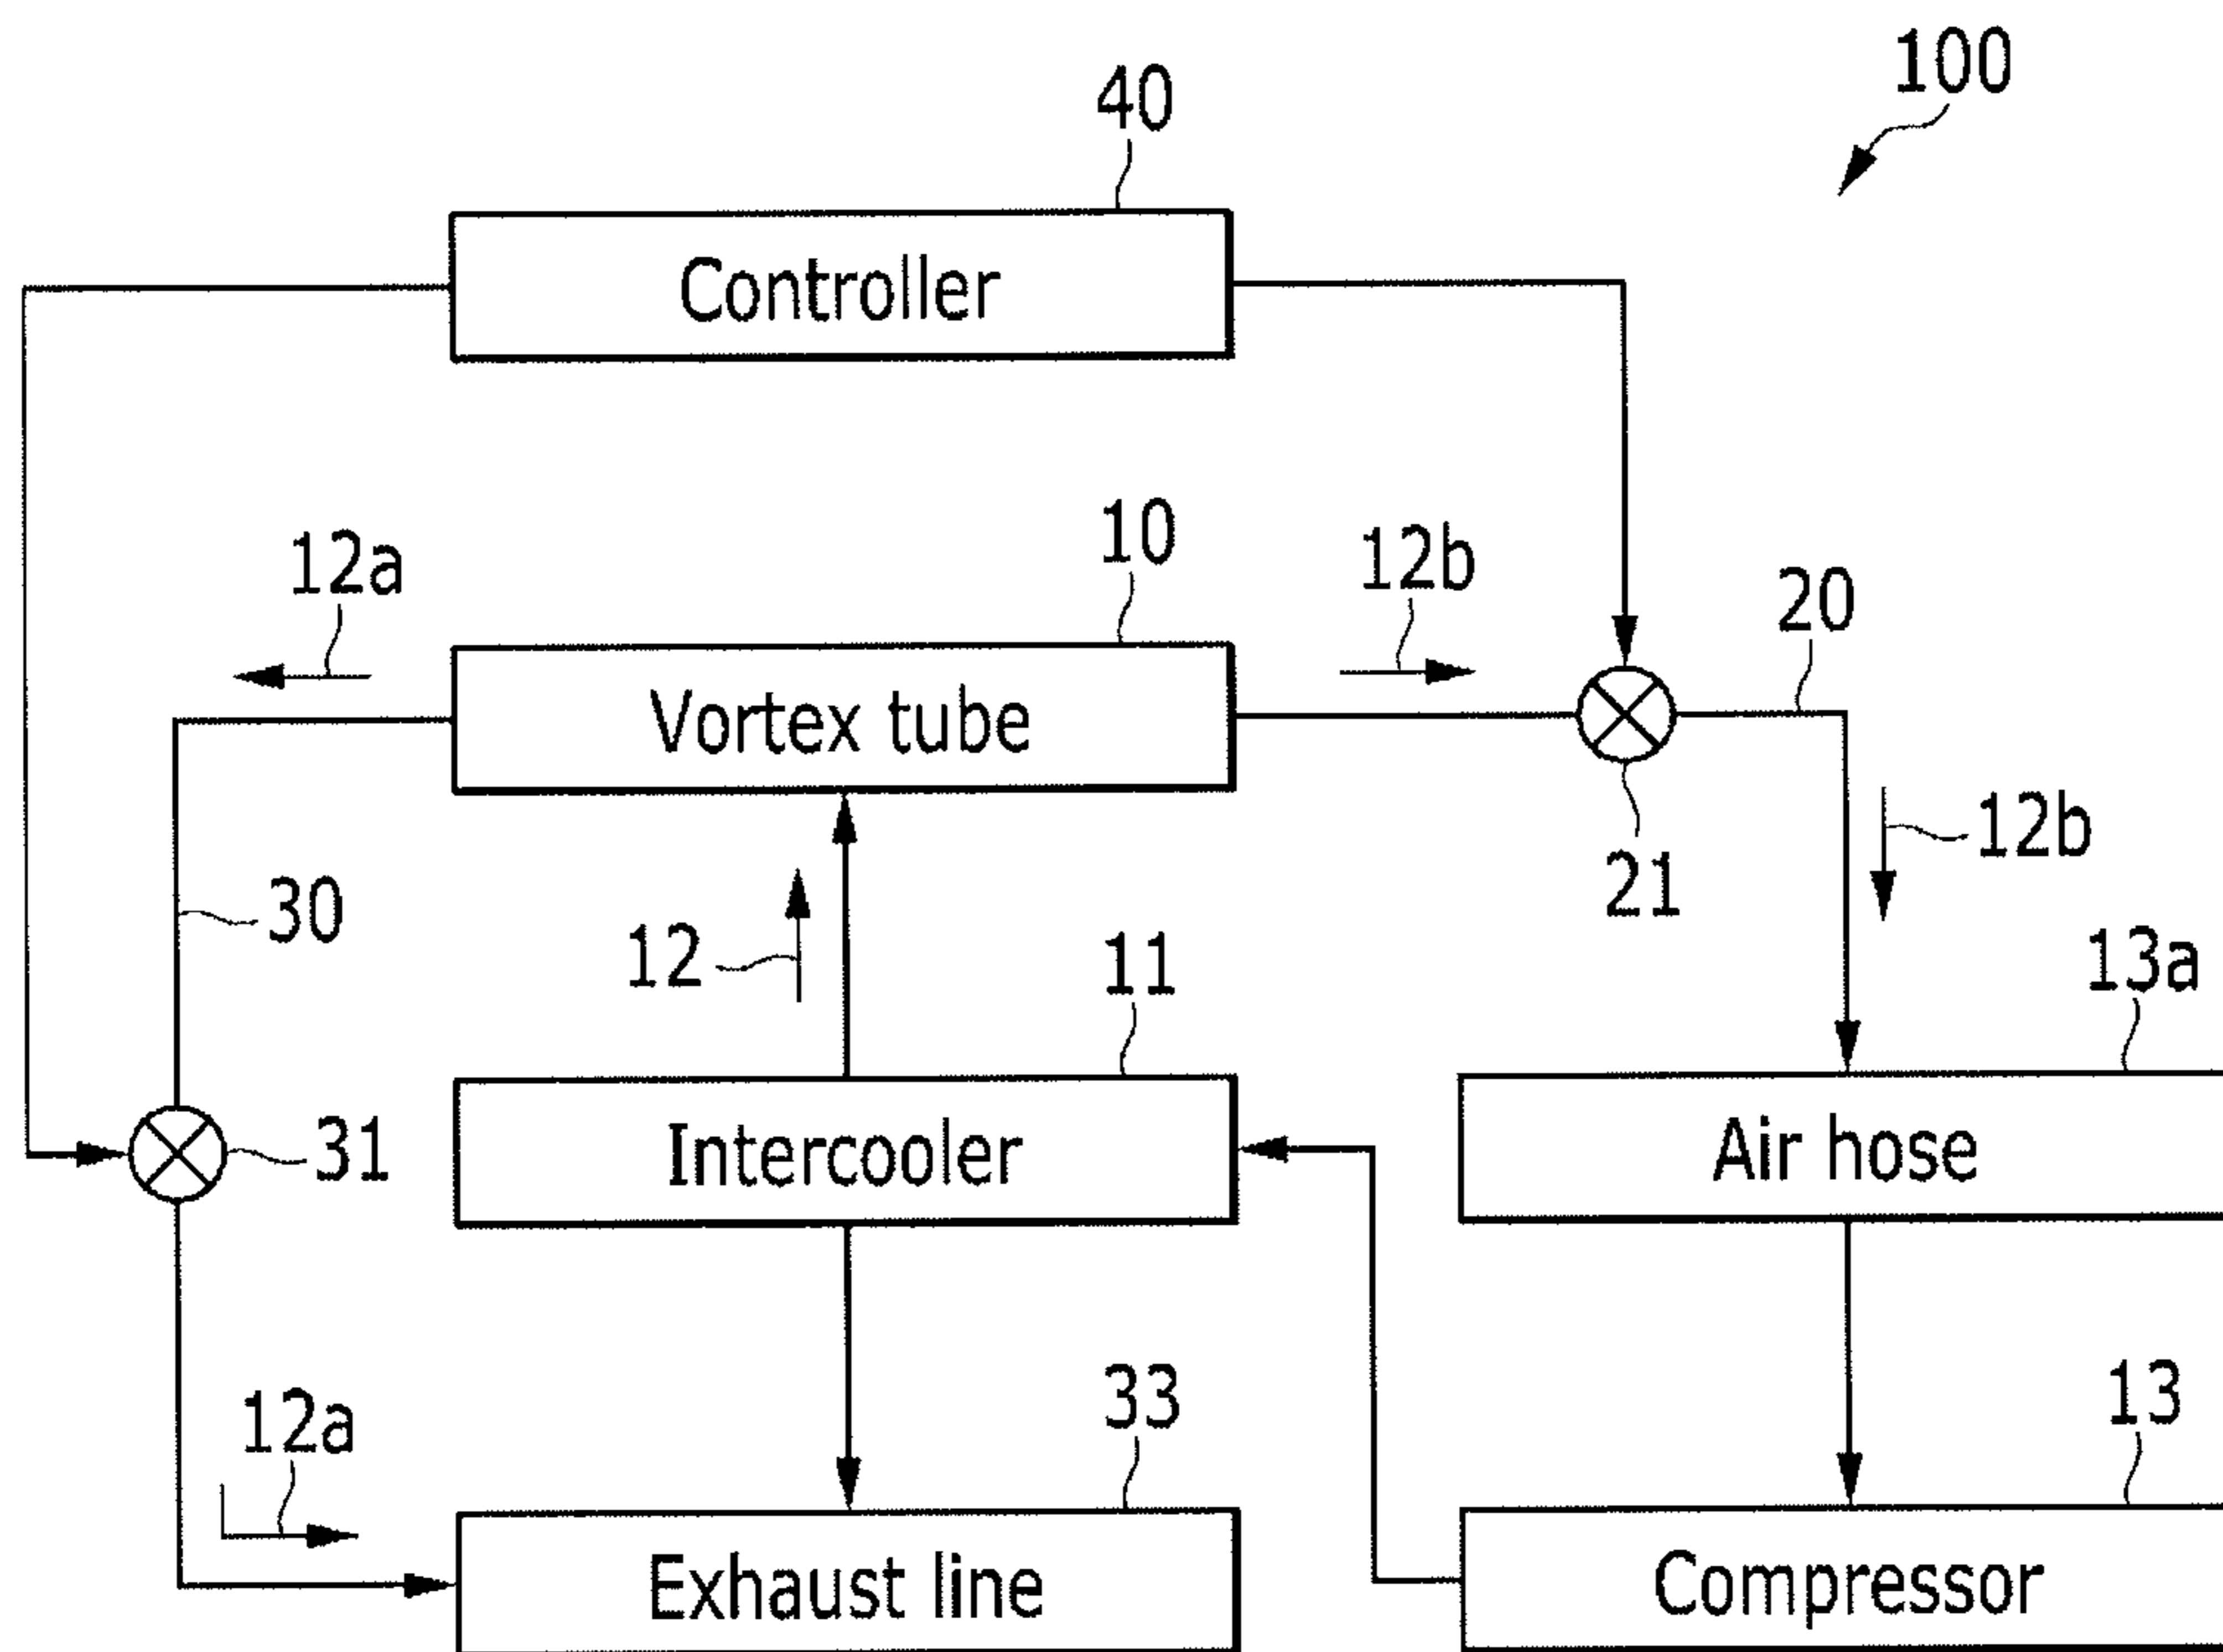 100
40
Controller
12a
10
12b
20
Vortex tube
21
12b
30
12
11
13a
31
Intercooler
Air hose
12a
33
13
Exhaust line
Compressor